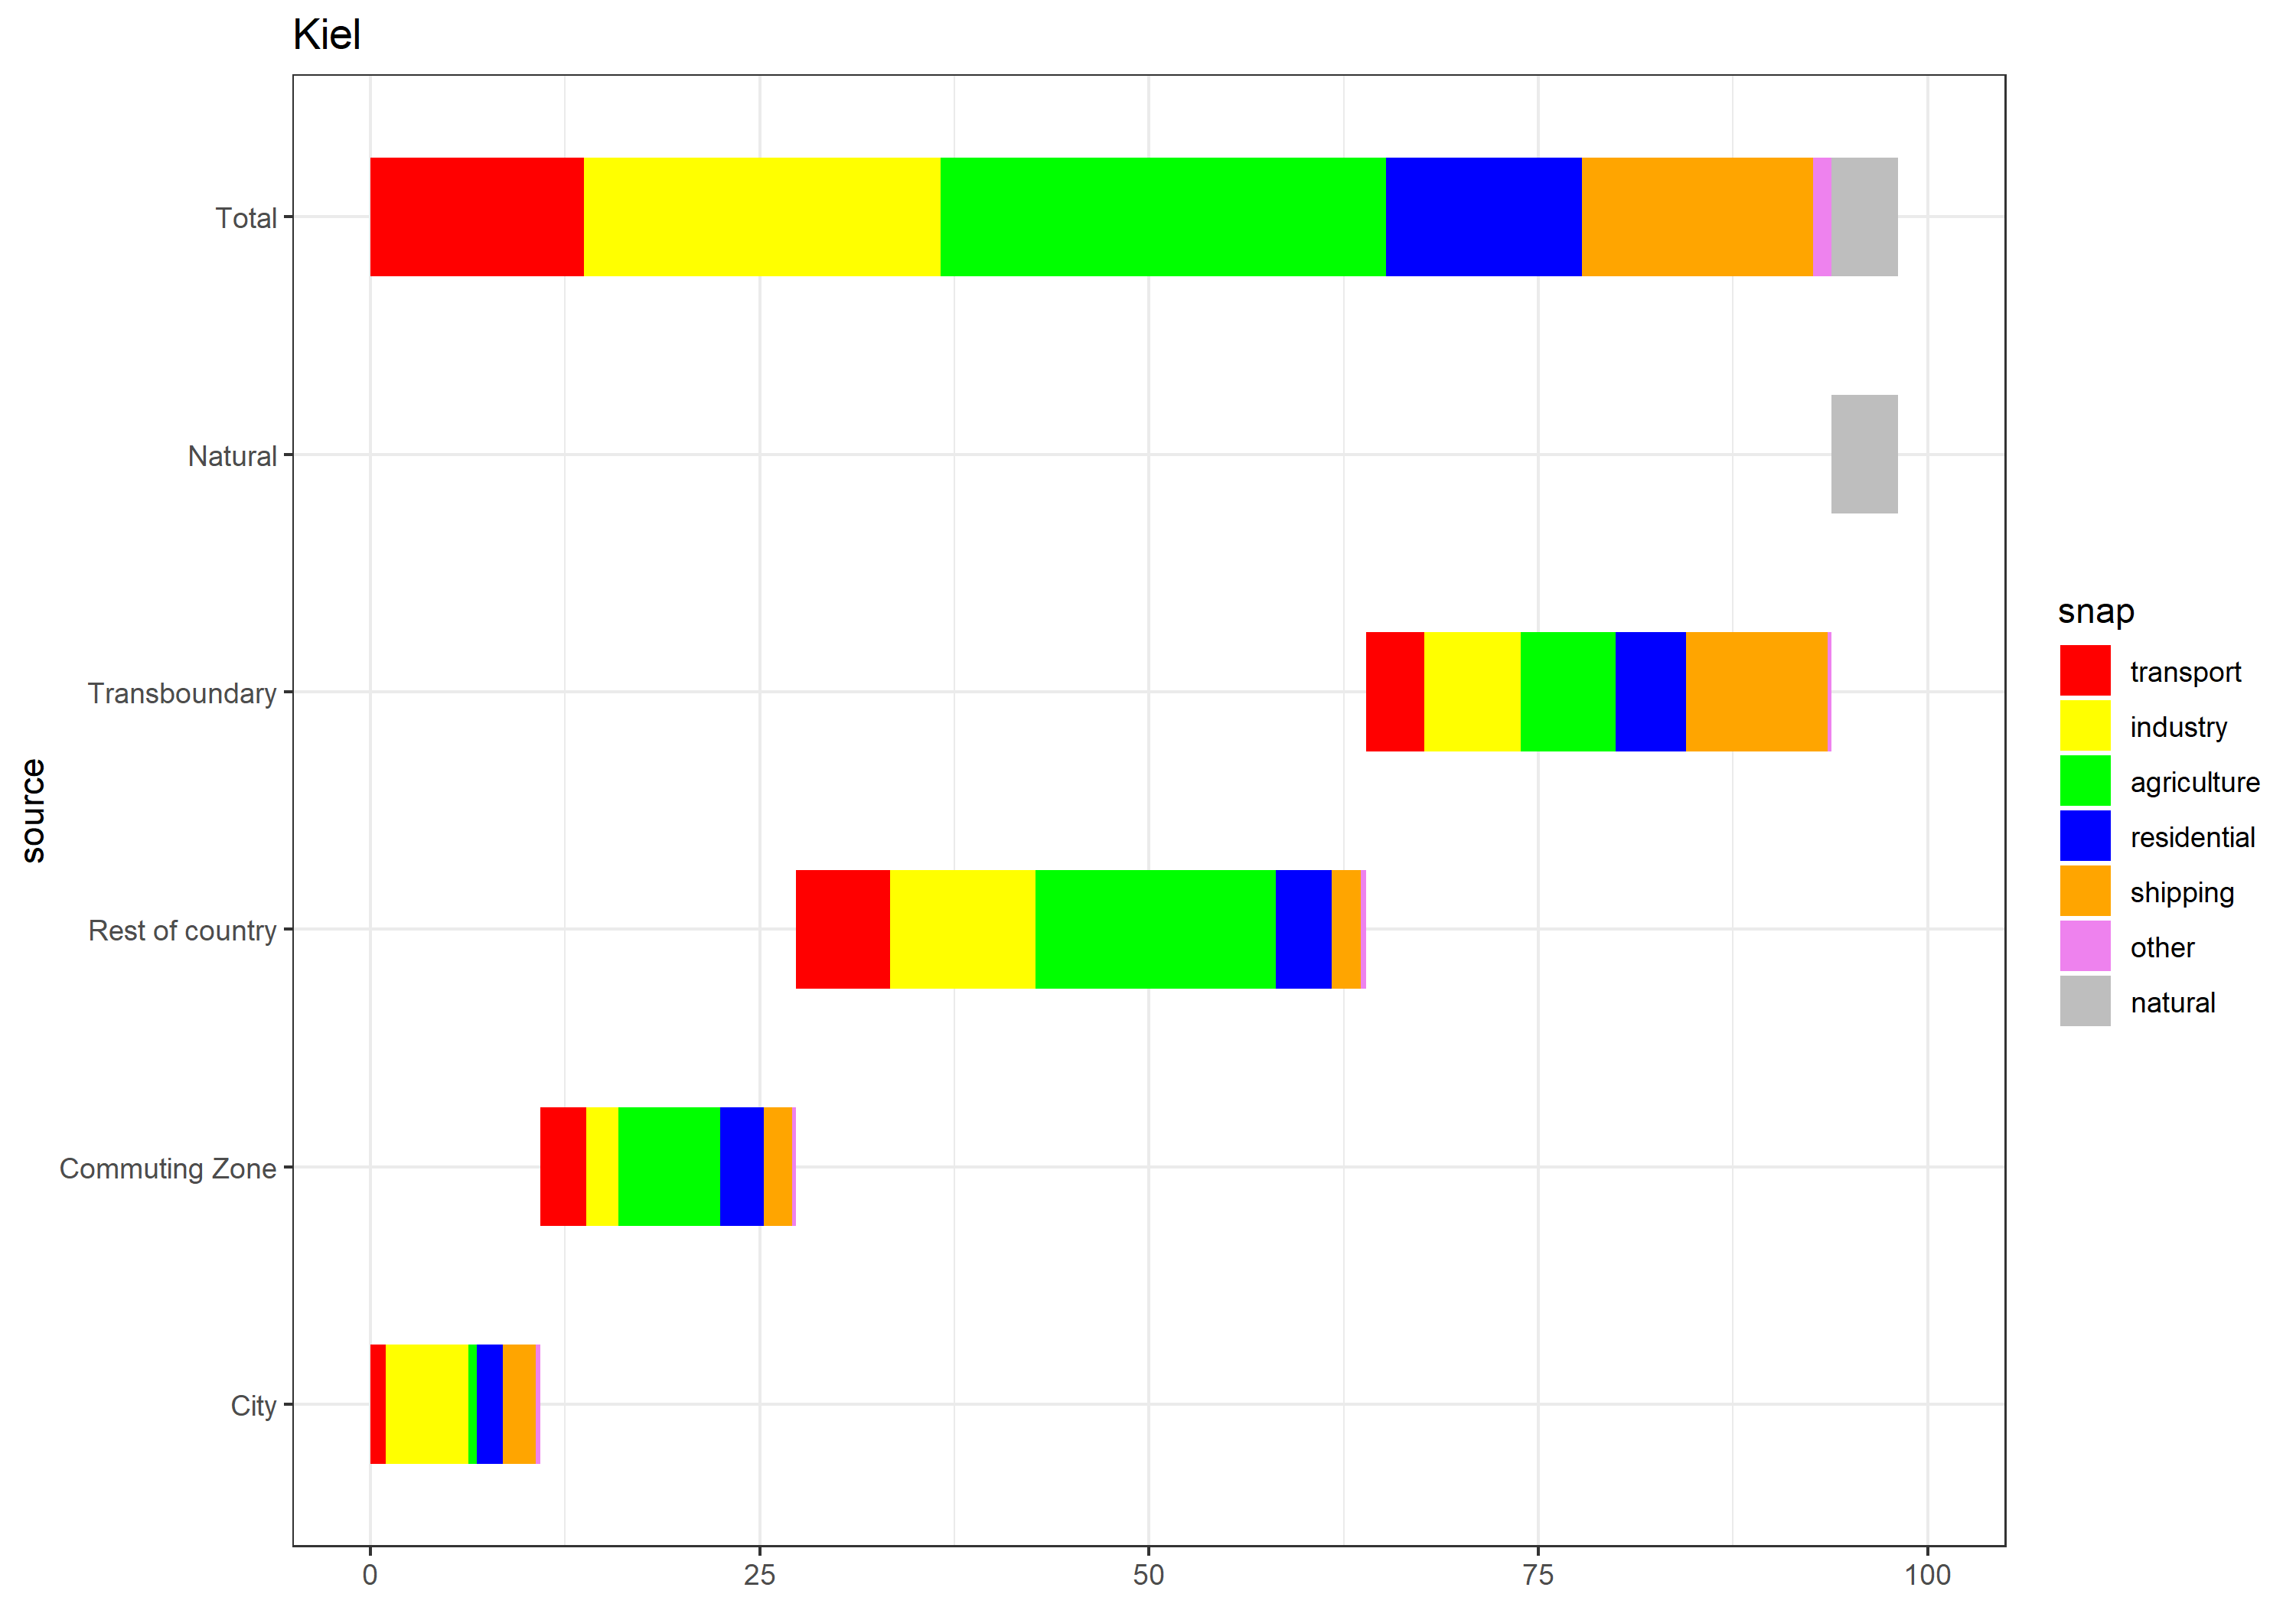 Kiel
Total
Natural
Transboundary
Rest of country
Commuting Zone
City
source
0 25 50 75 100
snap
transport
industry
agriculture
residential
shipping
other
natural